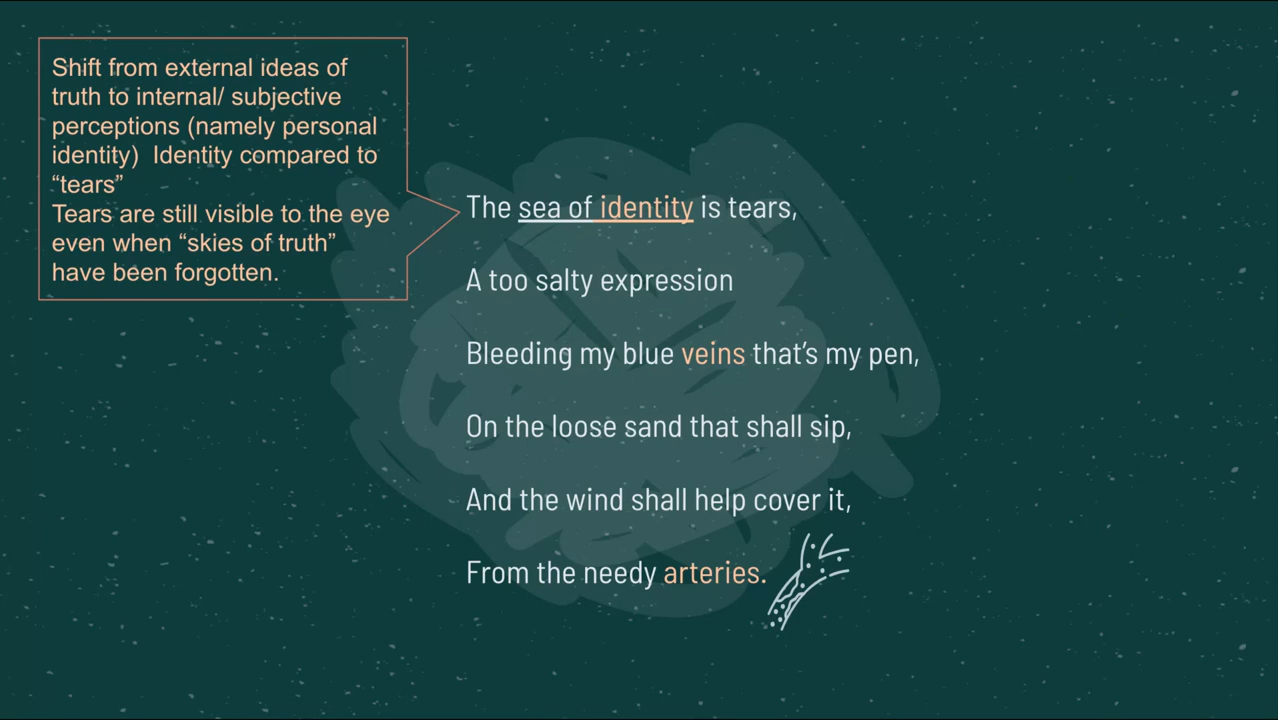 Shift from external ideas of
truth to internal/ subjective
perceptions (namely personal
identity)  Identity compared to
“tears”
Tears are still visible to the eye
even when “skies of truth”
have been forgotten.
The sea of identity is tears,
A too salty expression
Bleeding my blue veins that’s my pen,
On the loose sand that shall sip,
And the wind shall help cover it,
From the needy arteries.